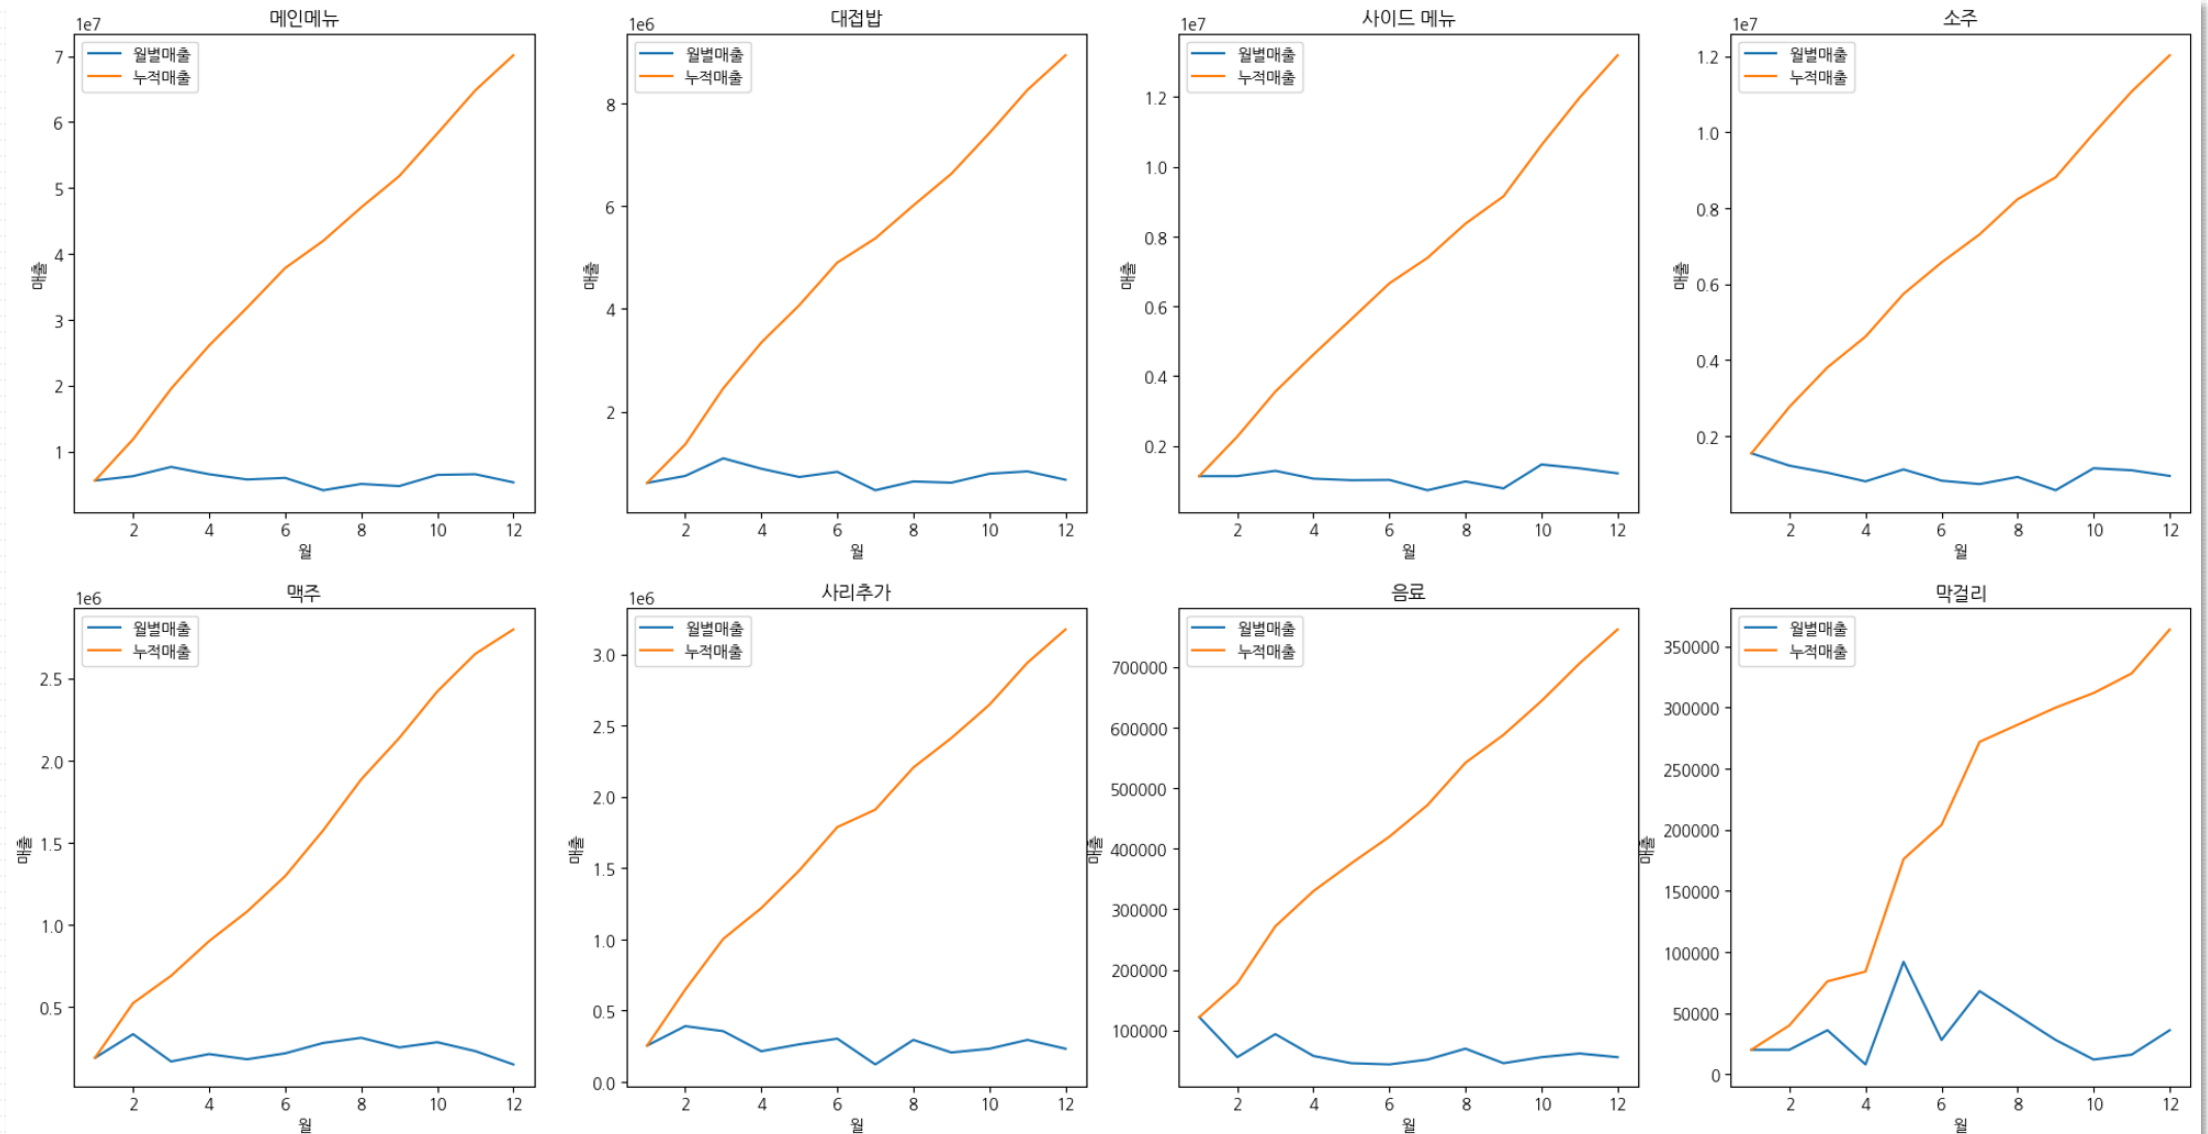 메인메뉴
1e7
월별매출
누적매출
7
6
5
4
3
2
1
매출
2 4 6 8 10 12
월
대접밥
1e6
월별매출
누적매출
8
6
4
2
매출
2 4 6 8 10 12
월
사이드 메뉴
1e7
월별매출
누적매출
1.2
1.0
0.8
0.6
0.4
0.2
매출
2 4 6 8 10 12
월
소주
1e7
월별매출
누적매출
1.2
1.0
0.8
0.6
0.4
0.2
매출
2 4 6 8 10 12
월
맥주
1e6
월별매출
누적매출
2.5
2.0
1.5
1.0
0.5
매출
2 4 6 8 10 12
월
사리추가
1e6
월별매출
누적매출
3.0
2.5
2.0
1.5
1.0
0.5
0.0
매출
2 4 6 8 10 12
월
음료
월별매출
누적매출
700000
600000
500000
400000
300000
200000
100000
매출
2 4 6 8 10 12
월
막걸리
월별매출
누적매출
350000
300000
250000
200000
150000
100000
50000
0
매출
2 4 6 8 10 12
월